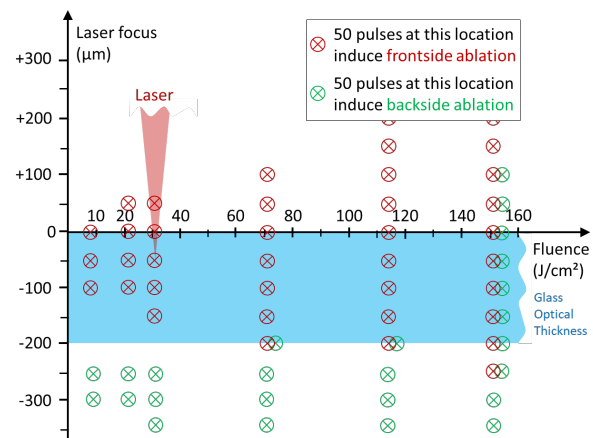 Laser focus
(µm)
50 pulses at this location
induce frontside ablation
50 pulses at this location
induce backside ablation
Laser
+300
+200
+100
0
-100
-200
-300
10 20 40 60 80 100 120 140 160
Fluence
(J/cm²)
Glass
Optical
Thickness